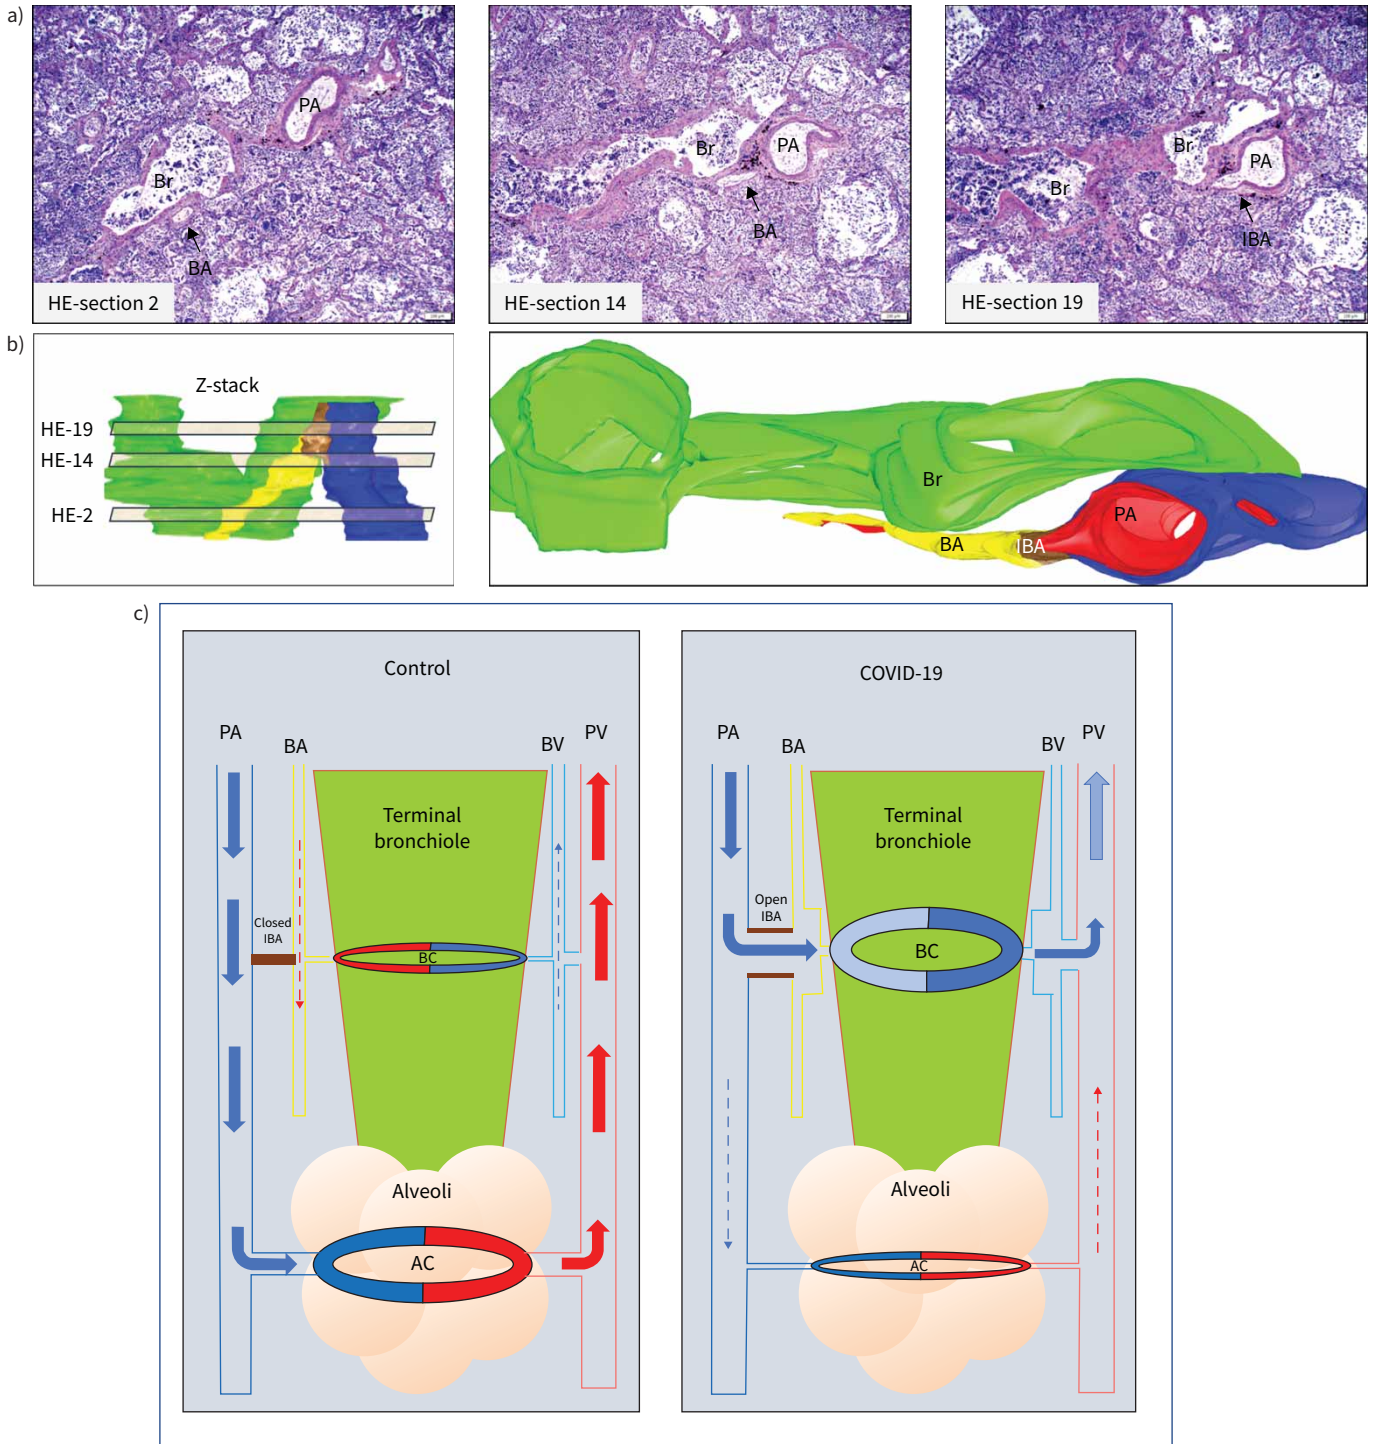 a)
PA
Br
BA
HE-section 2
Br
PA
BA
HE-section 14
Br
PA
Br
IBA
HE-section 19
b)
Z-stack
HE-19
HE-14
HE-2
Br
PA
BA
IBA
c)
Control
PA
BA
BV
PV
Terminal
bronchiole
Closed
IBA
BC
Alveoli
AC
COVID-19
PA
BA
BV
PV
Terminal
bronchiole
Open
IBA
BC
Alveoli
AC